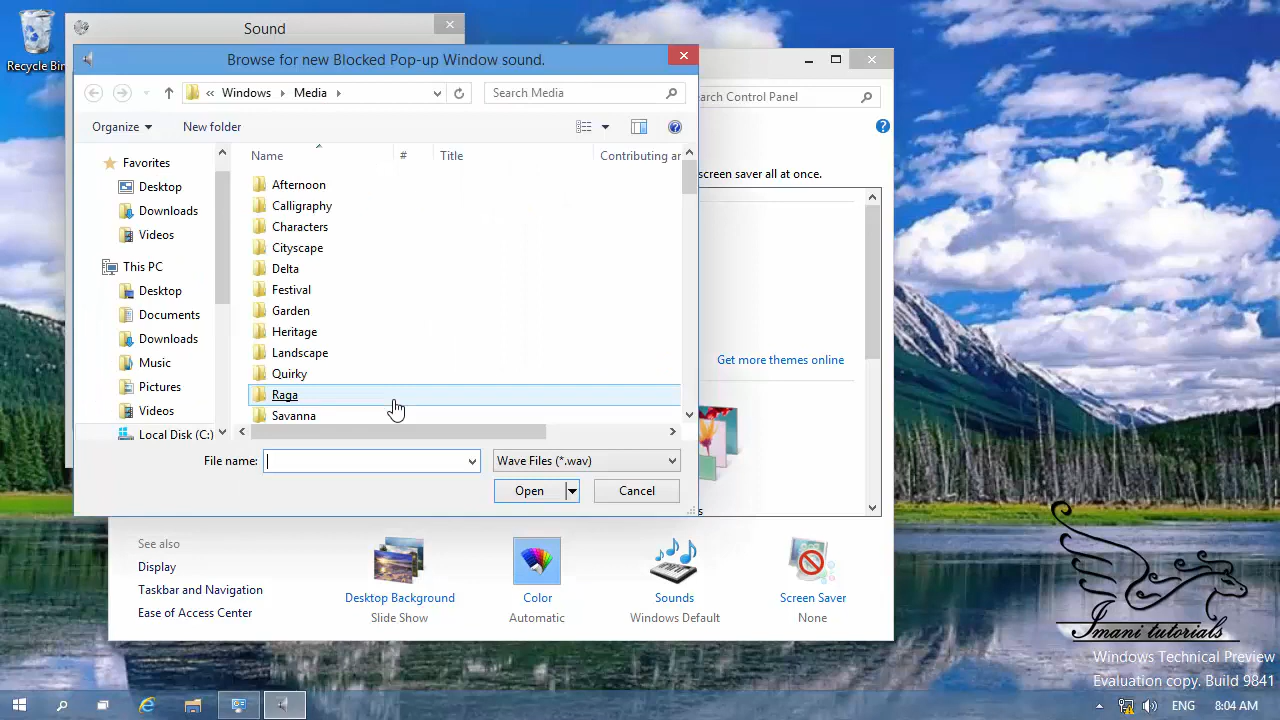 Recycle Bin
Sound
Browse for new Blocked Pop-up Window sound.
« Windows Media
Search Media
arch Control Panel
Organize
New folder
Name
#
Title
Contributing ar
screen saver all at once.
Favorites
Desktop
Downloads
Videos
This PC
Desktop
Documents
Downloads
Music
Pictures
Videos
Local Disk (C:)
Afternoon
Calligraphy
Characters
Cityscape
Delta
Festival
Garden
Heritage
Landscape
Quirky
Raga
Savanna
Get more themes online
File name:
Wave Files (*.wav)
Open
Cancel
s
See also
Display
Taskbar and Navigation
Ease of Access Center
Desktop Background
Slide Show
Color
Automatic
Sounds
Windows Default
Screen Saver
None
Imani tutorials
Windows Technical Preview
Evaluation copy. Build 9841
ENG
8:04 AM